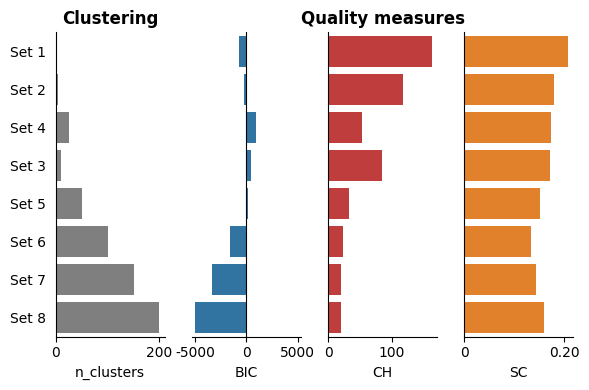 Clustering Quality measures
Set 1
Set 2
Set 4
Set 3
Set 5
Set 6
Set 7
Set 8
0 200 -5000 0 5000 0 100 0 0.20
n_clusters BIC CH SC